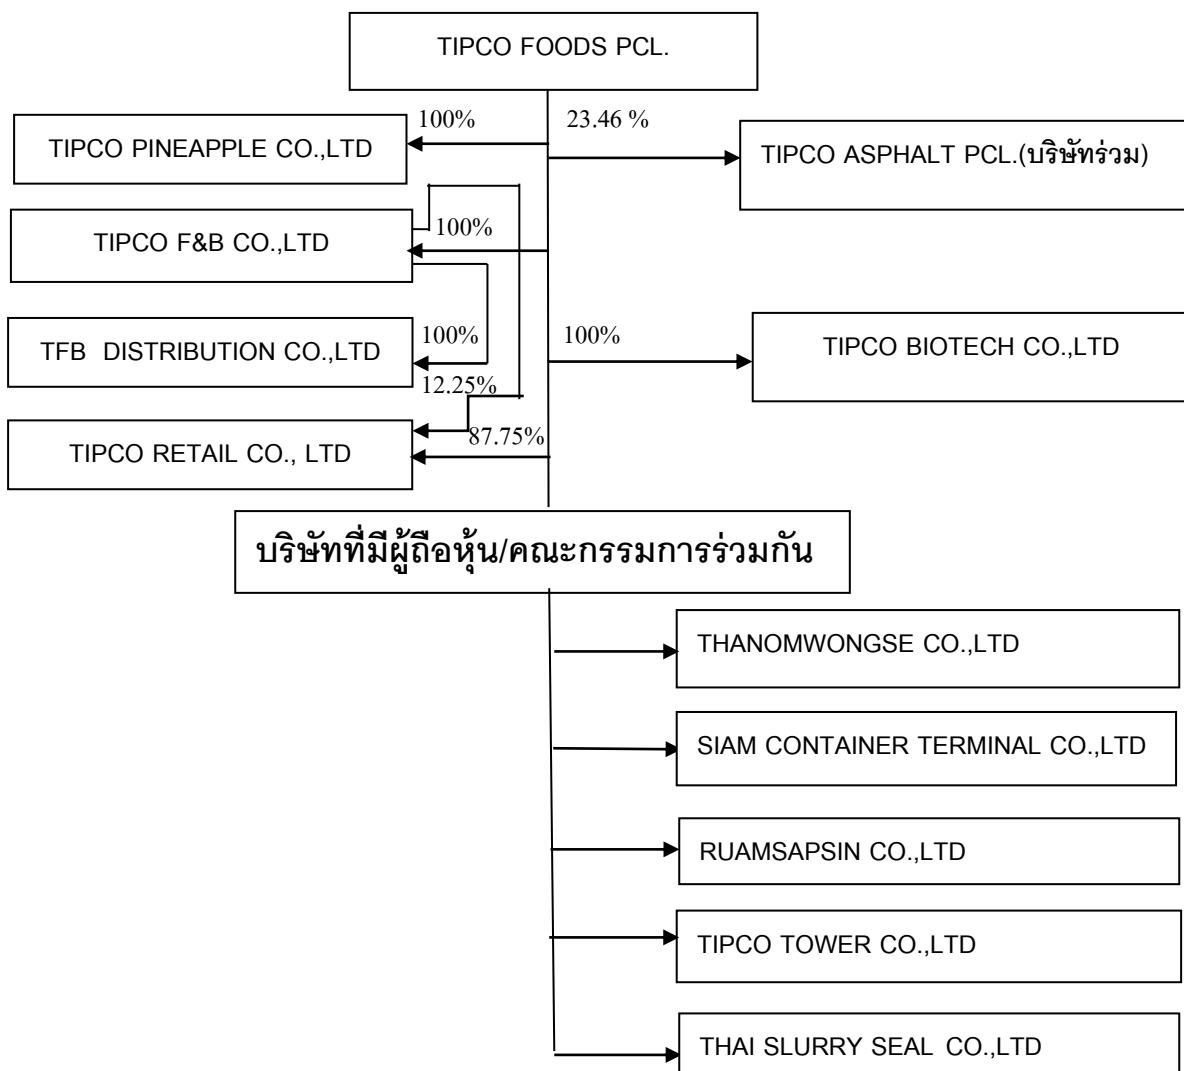 TIPCO FOODS PCL.
100%
23.46 %
TIPCO PINEAPPLE CO.,LTD
TIPCO ASPHALT PCL.(บริษัทร่วม)
TIPCO F&B CO.,LTD
100%
TFB DISTRIBUTION CO.,LTD
100%
100%
TIPCO BIOTECH CO.,LTD
12.25%
TIPCO RETAIL CO., LTD
87.75%
บริษัทที่มีผู้ถือหุ้น/คณะกรรมการร่วมกัน
THANOMWONGSE CO.,LTD
SIAM CONTAINER TERMINAL CO.,LTD
RUAMSAPSIN CO.,LTD
TIPCO TOWER CO.,LTD
THAI SLURRY SEAL CO.,LTD